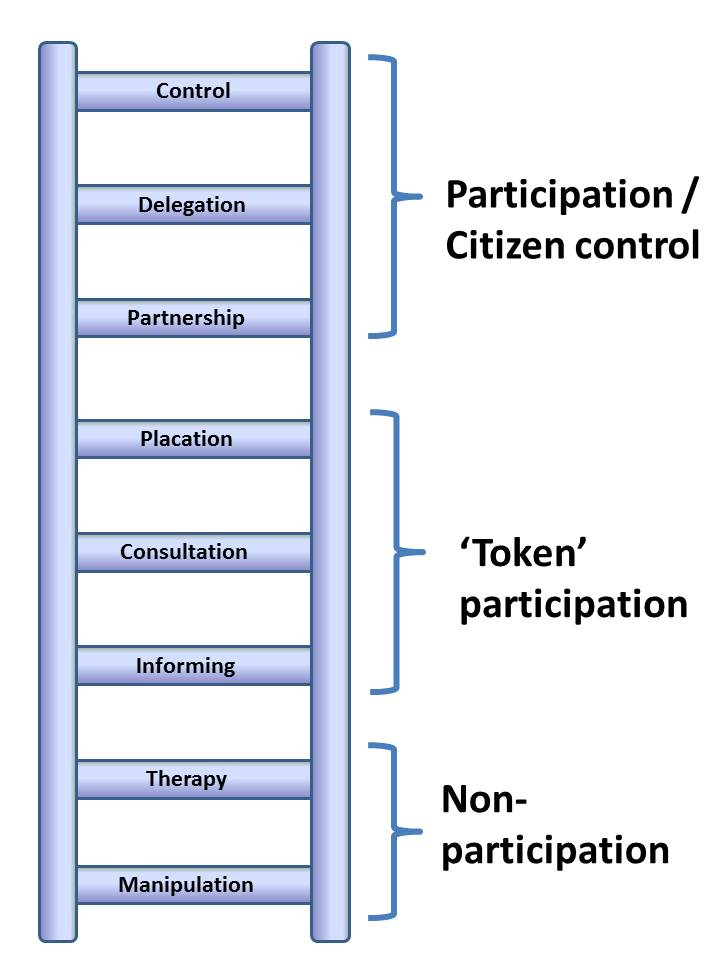 Control
Delegation
Partnership
Placation
Consultation
Informing
Therapy
Manipulation
Participation /
Citizen control
‘Token’
participation
Non-
participation